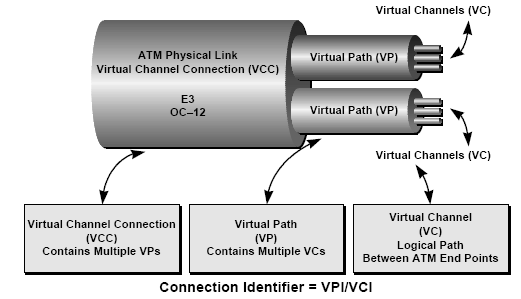 Virtual Channels (VC)
ATM Physical Link
Virtual Channel Connection (VCC)
E3
OC–12
Virtual Path (VP)
Virtual Path (VP)
Virtual Channels (VC)
Virtual Channel Connection
(VCC)
Contains Multiple VPs
Virtual Path
(VP)
Contains Multiple VCs
Virtual Channel
(VC)
Logical Path
Between ATM End Points
Connection Identifier = VPI/VCI